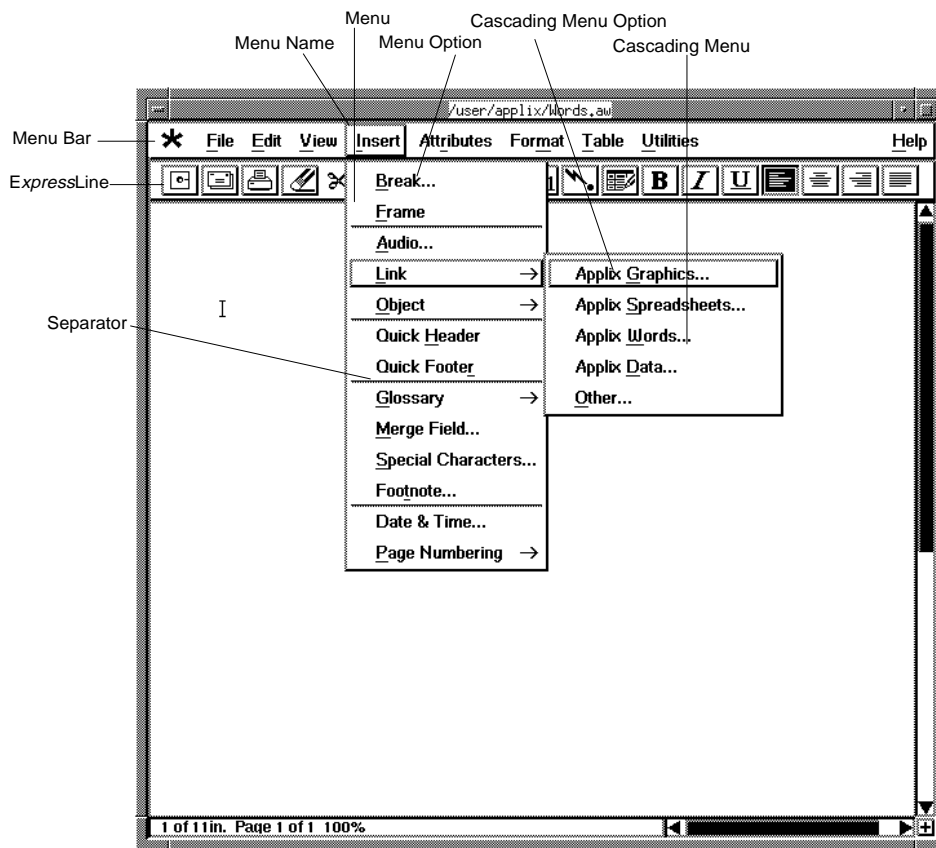 Menu
Cascading Menu Option
Menu Name
Menu Option
Cascading Menu
/user/applix/Words.aw
Menu Bar
* File Edit View Insert Attributes Format Table Utilities Help
ExpressLine
B I U
Break...
Frame
Audio...
Link →
Object →
Quick Header
Quick Footer
Glossary →
Merge Field...
Special Characters...
Footnote...
Date & Time...
Page Numbering →
Applix Graphics...
Applix Spreadsheets...
Applix Words...
Applix Data...
Other...
Separator
1 of 11in. Page 1 of 1 100%